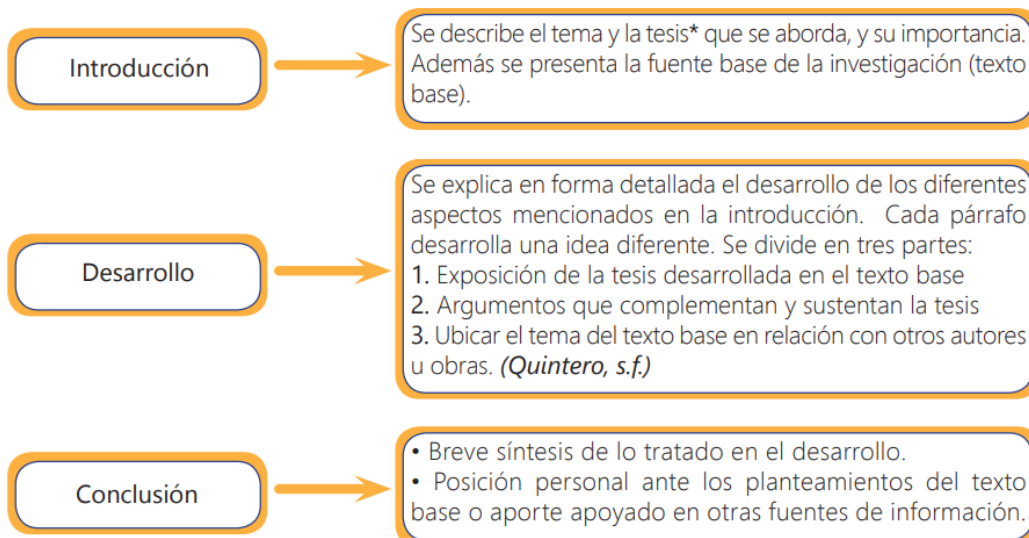 Introducción
Se describe el tema y la tesis* que se aborda, y su importancia.
Además se presenta la fuente base de la investigación (texto
base).
Desarrollo
Se explica en forma detallada el desarrollo de los diferentes
aspectos mencionados en la introducción. Cada párrafo
desarrolla una idea diferente. Se divide en tres partes:
1. Exposición de la tesis desarrollada en el texto base
2. Argumentos que complementan y sustentan la tesis
3. Ubicar el tema del texto base en relación con otros autores
u obras. (Quintero, s.f.)
Conclusión
• Breve síntesis de lo tratado en el desarrollo.
• Posición personal ante los planteamientos del texto
base o aporte apoyado en otras fuentes de información.